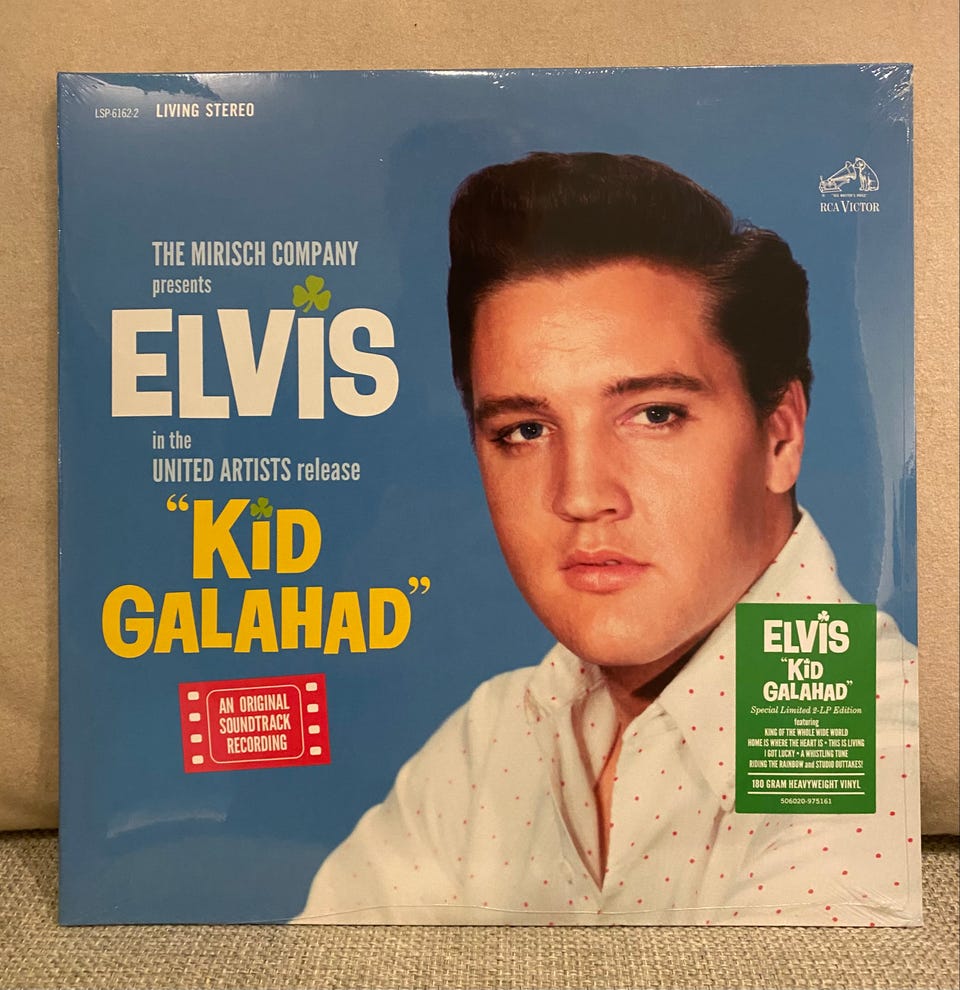 LSP-6162-2 LIVING STEREO
"HIS MASTER'S VOICE"
RCA VICTOR
THE MIRISCH COMPANY
presents
ELViS
in the
UNITED ARTISTS release
“KiD
GALAHAD”
AN ORIGINAL
SOUNDTRACK
RECORDING
ELViS
“KiD
GALAHAD”
Special Limited 2-LP Edition
featuring
KING OF THE WHOLE WIDE WORLD
HOME IS WHERE THE HEART IS • THIS IS LIVING
I GOT LUCKY • A WHISTLING TUNE
RIDING THE RAINBOW and STUDIO OUTTAKES!
180 GRAM HEAVYWEIGHT VINYL
506020-975161